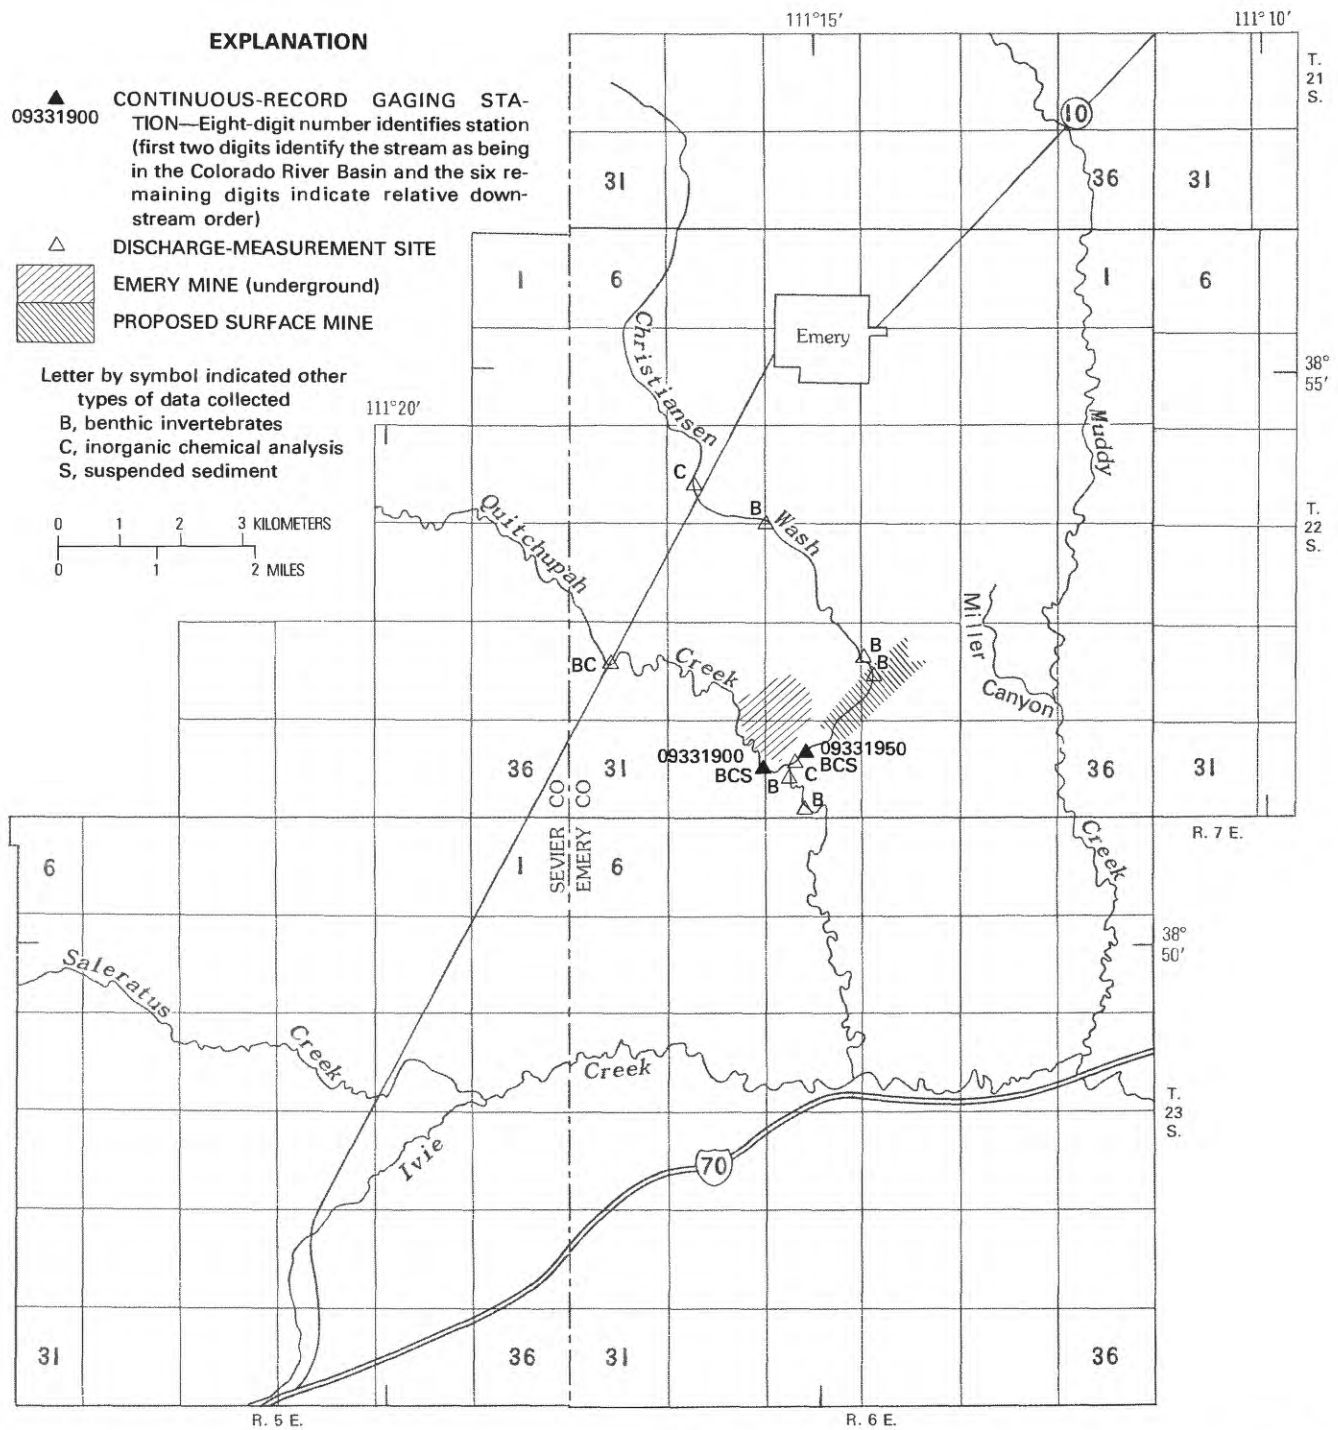 EXPLANATION
09331900
CONTINUOUS-RECORD GAGING STA-
TION—Eight-digit number identifies station
(first two digits identify the stream as being
in the Colorado River Basin and the six re-
maining digits indicate relative down-
stream order)
DISCHARGE-MEASUREMENT SITE
EMERY MINE (underground)
PROPOSED SURFACE MINE
Letter by symbol indicated other
types of data collected
B, benthic invertebrates
C, inorganic chemical analysis
S, suspended sediment
0 1 2 3 KILOMETERS
0 1 2 MILES
111°15′
111°10′
T.
21
S.
10
31
36
31
1
6
1
6
Emery
38°
55′
111°20′
Christiansen
Wash
Muddy
C
B
T.
22
S.
Quitchupah
Creek
BC
Miller
Canyon
B
B
09331900
BCS
09331950
BCS
B
C
B
36
31
36
31
R. 7 E.
SEVIER CO
EMERY CO
6
1
6
Creek
38°
50′
Saleratus
Creek
Creek
Ivie
T.
23
S.
70
31
36
31
36
R. 5 E.
R. 6 E.